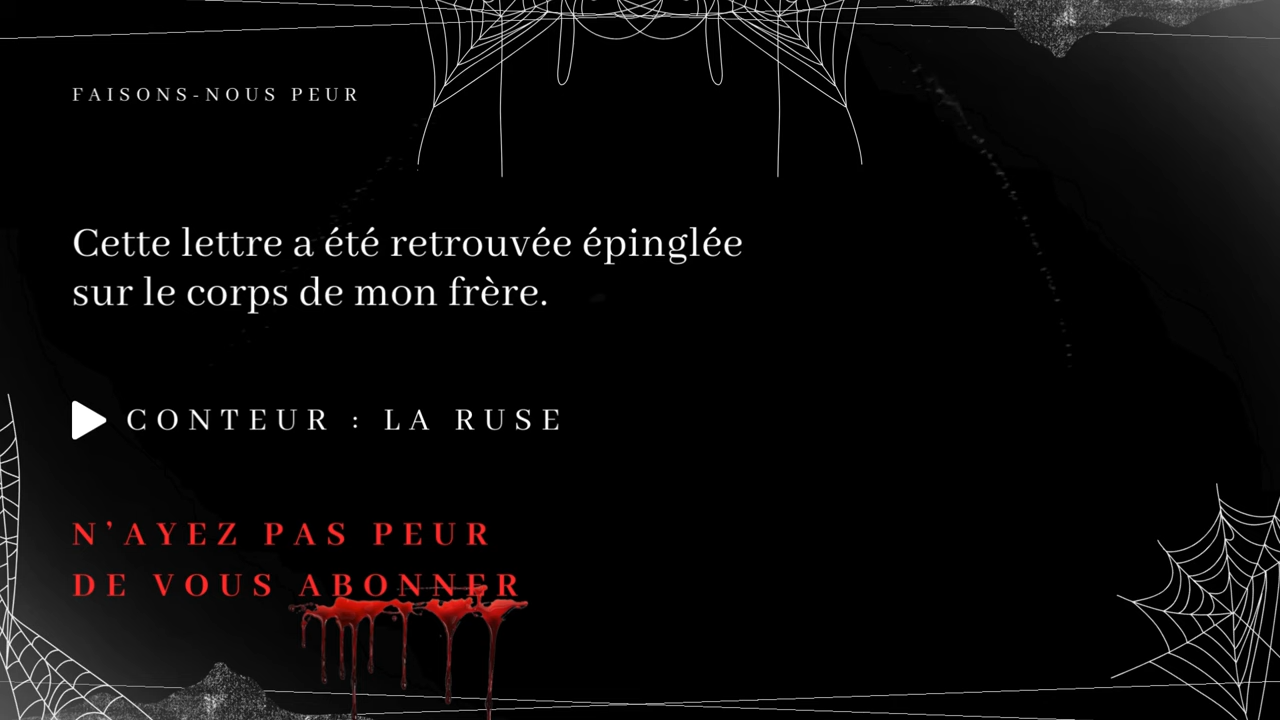 FAISONS-NOUS PEUR
Cette lettre a été retrouvée épinglée
sur le corps de mon frère.
CONTEUR : LA RUSE
N’AYEZ PAS PEUR
DE VOUS ABONNER